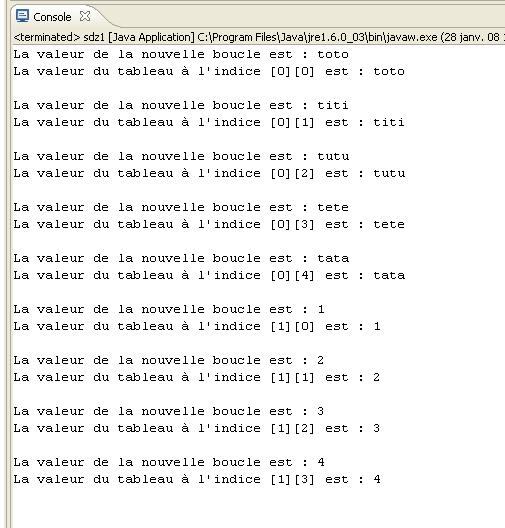 Console
<terminated> sdz1 [Java Application] C:\Program Files\Java\jre1.6.0_03\bin\javaw.exe (28 janv. 08
La valeur de la nouvelle boucle est : toto
La valeur du tableau à l'indice [0][0] est : toto
La valeur de la nouvelle boucle est : titi
La valeur du tableau à l'indice [0][1] est : titi
La valeur de la nouvelle boucle est : tutu
La valeur du tableau à l'indice [0][2] est : tutu
La valeur de la nouvelle boucle est : tete
La valeur du tableau à l'indice [0][3] est : tete
La valeur de la nouvelle boucle est : tata
La valeur du tableau à l'indice [0][4] est : tata
La valeur de la nouvelle boucle est : 1
La valeur du tableau à l'indice [1][0] est : 1
La valeur de la nouvelle boucle est : 2
La valeur du tableau à l'indice [1][1] est : 2
La valeur de la nouvelle boucle est : 3
La valeur du tableau à l'indice [1][2] est : 3
La valeur de la nouvelle boucle est : 4
La valeur du tableau à l'indice [1][3] est : 4